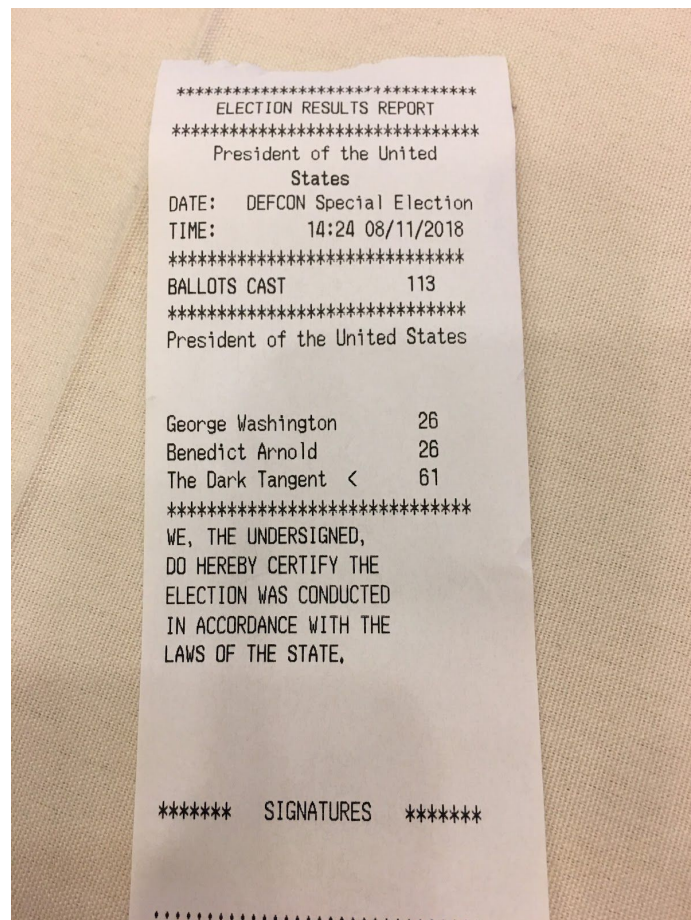 *******************************
ELECTION RESULTS REPORT
*******************************
President of the United
States
DATE: DEFCON Special Election
TIME: 14:24 08/11/2018
******************************
BALLOTS CAST 113
******************************
President of the United States
George Washington 26
Benedict Arnold 26
The Dark Tangent < 61
*******************************
WE, THE UNDERSIGNED,
DO HEREBY CERTIFY THE
ELECTION WAS CONDUCTED
IN ACCORDANCE WITH THE
LAWS OF THE STATE.
******* SIGNATURES *******